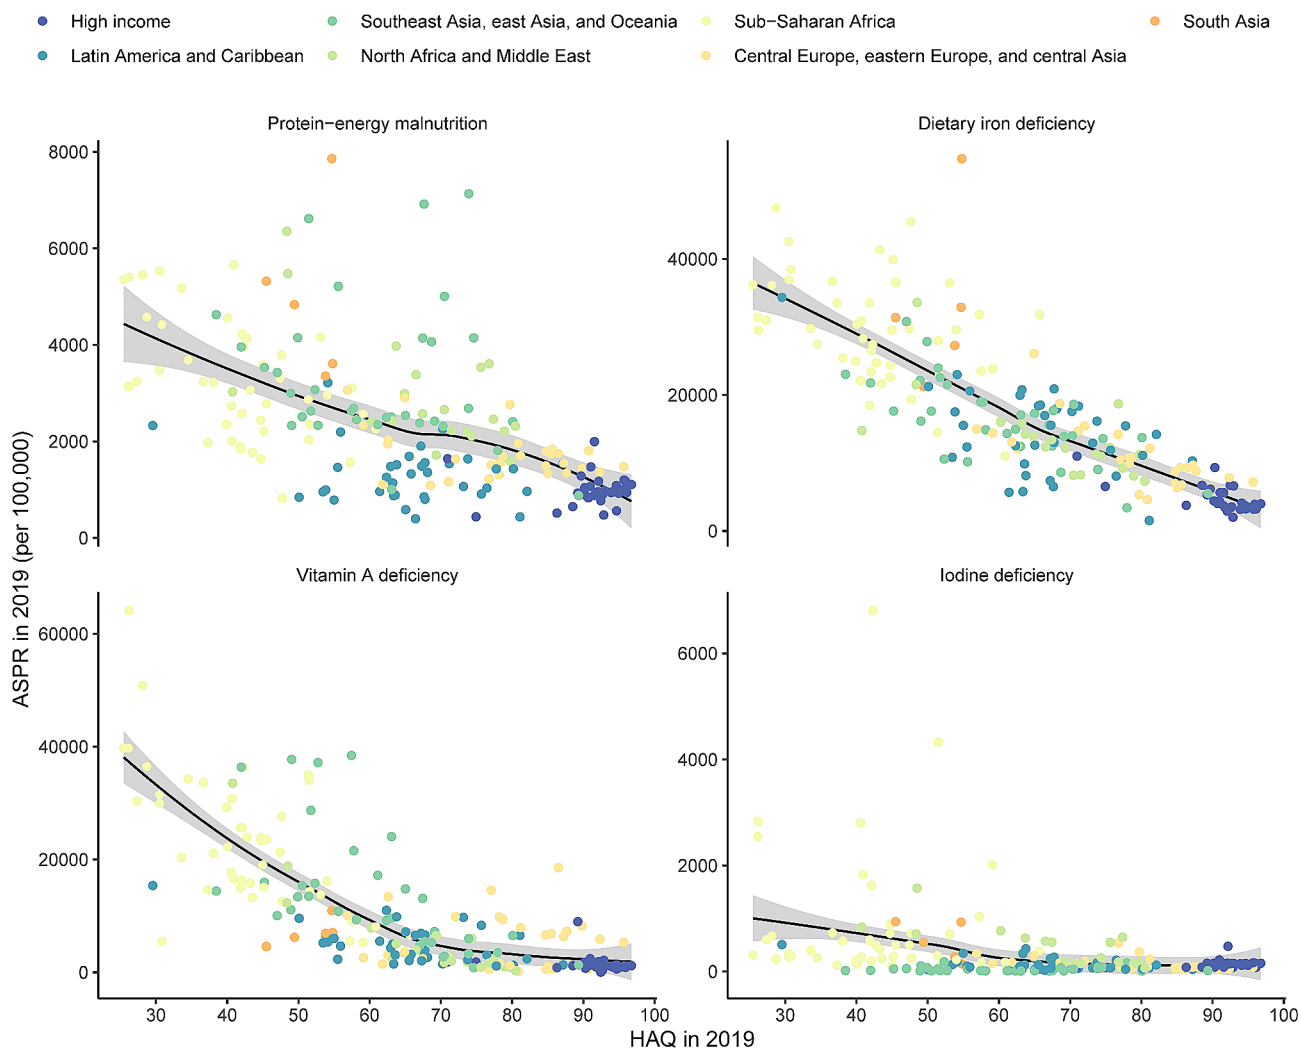 High income
Southeast Asia, east Asia, and Oceania
Sub−Saharan Africa
South Asia
Latin America and Caribbean
North Africa and Middle East
Central Europe, eastern Europe, and central Asia
Protein−energy malnutrition
Dietary iron deficiency
8000
6000
4000
2000
0
40000
20000
0
ASPR in 2019 (per 100,000)
Vitamin A deficiency
Iodine deficiency
60000
40000
20000
0
6000
4000
2000
0
30 40 50 60 70 80 90 100
30 40 50 60 70 80 90 100
HAQ in 2019